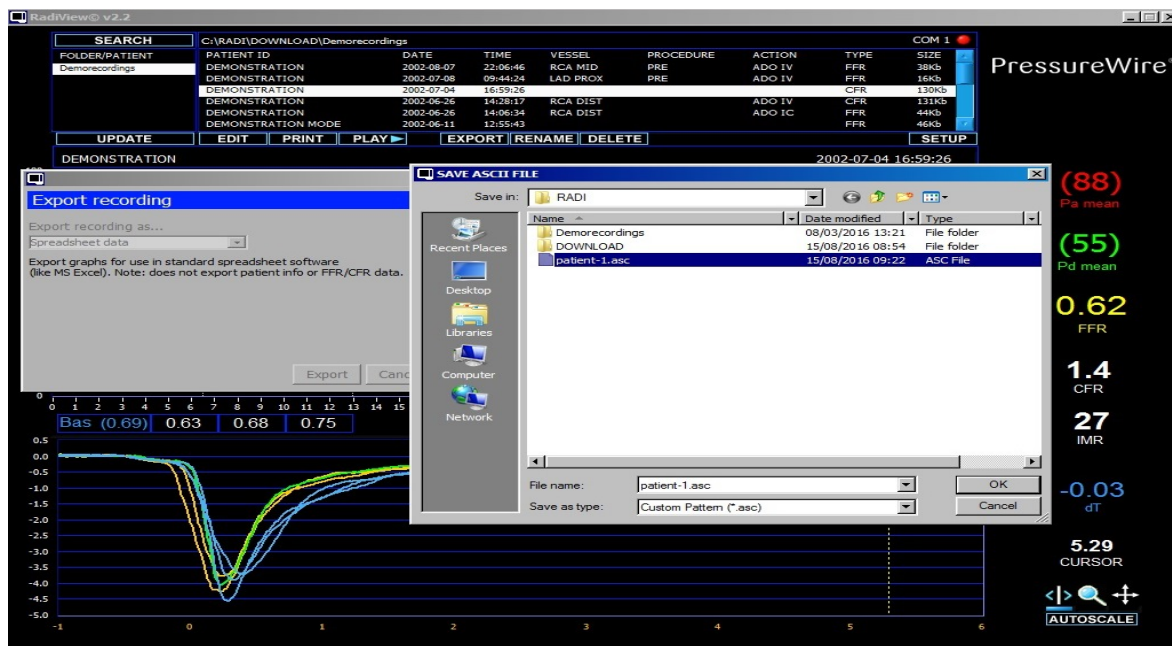 RadiView© v2.2
SEARCH C:\RADI\DOWNLOAD\Demorecordings COM 1
FOLDER/PATIENT PATIENT ID DATE TIME VESSEL PROCEDURE ACTION TYPE SIZE
Demorecordings DEMONSTRATION 2002-08-07 22:06:46 RCA MID PRE ADO IV FFR 38Kb
DEMONSTRATION 2002-07-08 09:44:24 LAD PROX PRE ADO IV FFR 16Kb
DEMONSTRATION 2002-07-04 16:59:26 CFR 130Kb
DEMONSTRATION 2002-06-26 14:28:17 RCA DIST ADO IV CFR 131Kb
DEMONSTRATION 2002-06-26 14:06:34 RCA DIST ADO IC FFR 44Kb
DEMONSTRATION MODE 2002-06-11 12:55:43 FFR 46Kb
PressureWire®
UPDATE EDIT PRINT PLAY EXPORT RENAME DELETE SETUP
DEMONSTRATION 2002-07-04 16:59:26
Export recording
Export recording as...
Spreadsheet data
Export graphs for use in standard spreadsheet software
(like MS Excel). Note: does not export patient info or FFR/CFR data.
Export Canc
SAVE ASCII FILE
Save in: RADI
Name Date modified Type
Demorecordings 08/03/2016 13:21 File folder
DOWNLOAD 15/08/2016 08:54 File folder
patient-1.asc 15/08/2016 09:22 ASC File
Recent Places
Desktop
Libraries
Computer
Network
File name: patient-1.asc OK
Save as type: Custom Pattern (*.asc) Cancel
(88)
Pa mean
(55)
Pd mean
0.62
FFR
1.4
CFR
27
IMR
-0.03
dT
5.29
CURSOR
AUTOSCALE
0
0 1 2 3 4 5 6 7 8 9 10 11 12 13 14 15
Bas (0.69) 0.63 0.68 0.75
0.5
0.0
-0.5
-1.0
-1.5
-2.0
-2.5
-3.0
-3.5
-4.0
-4.5
-5.0
-1 0 1 2 3 4 5 6